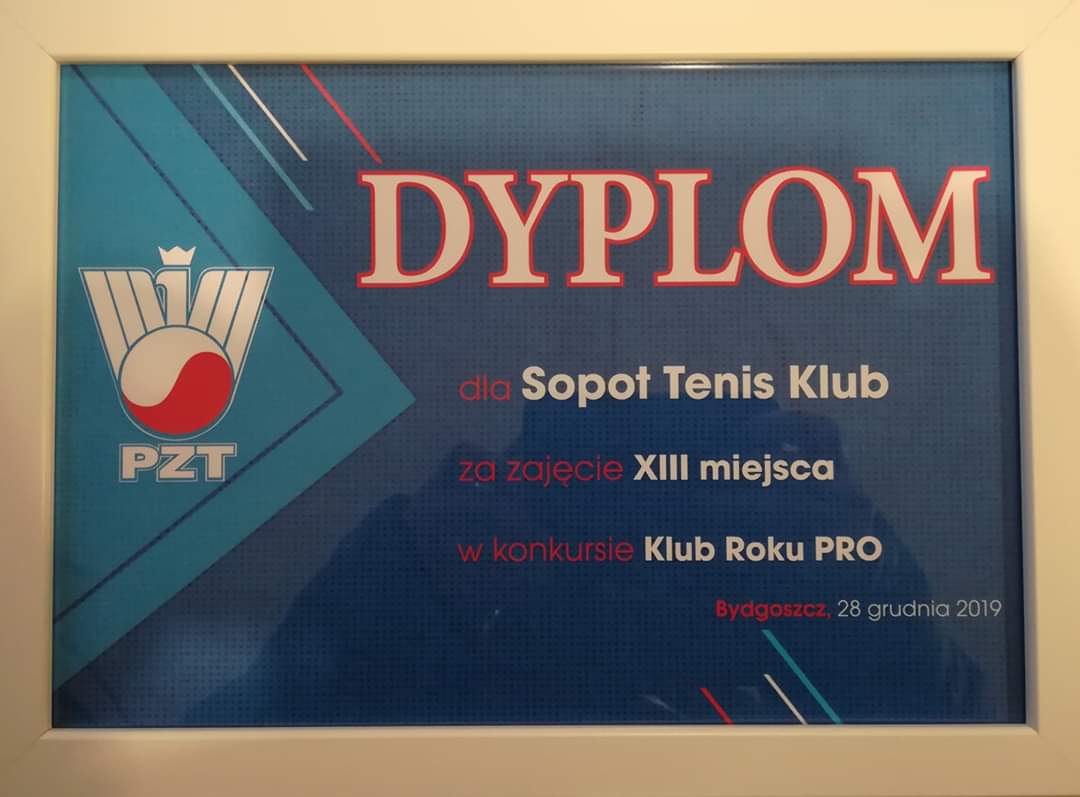 DYPLOM
dla Sopot Tenis Klub
za zajęcie XIII miejsca
w konkursie Klub Roku PRO
Bydgoszcz, 28 grudnia 2019
PZT